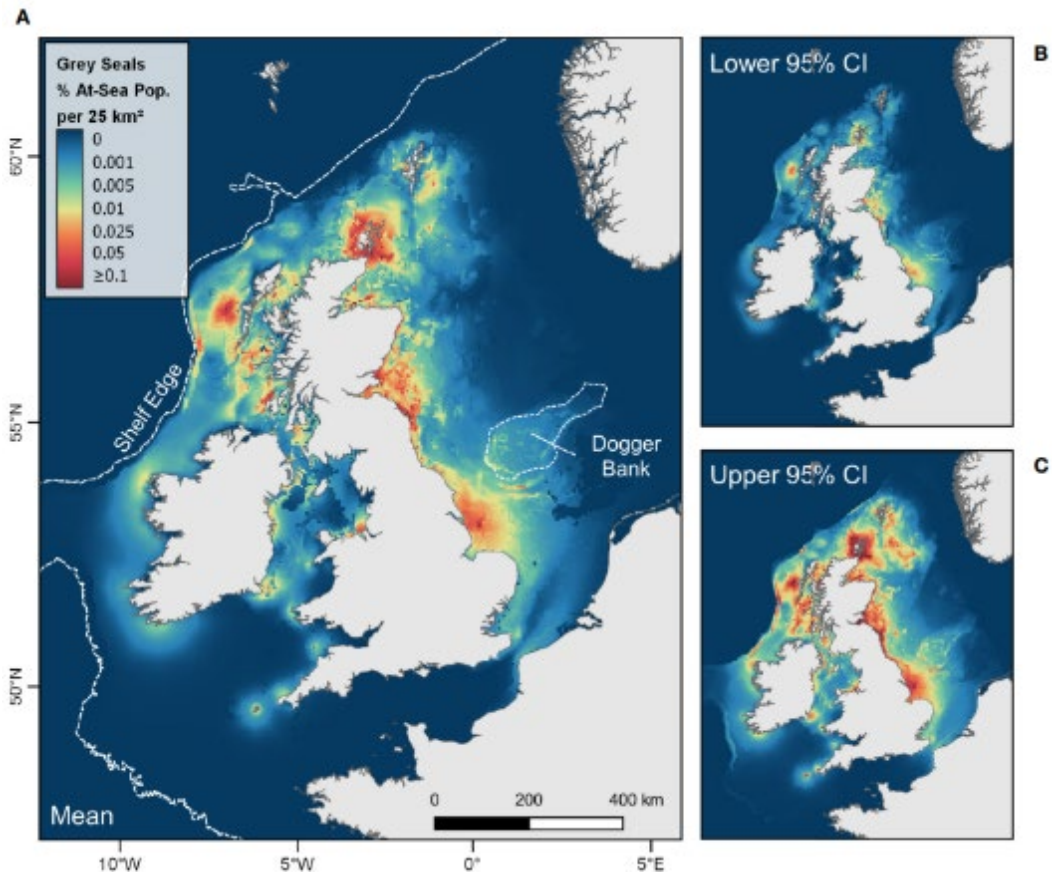 A
Grey Seals
% At-Sea Pop.
per 25 km²
0
0.001
0.005
0.01
0.025
0.05
≥0.1
60°N
55°N
50°N
Shelf Edge
Dogger
Bank
Mean
0 200 400 km
10°W 5°W 0° 5°E
Lower 95% CI
B
Upper 95% CI
C